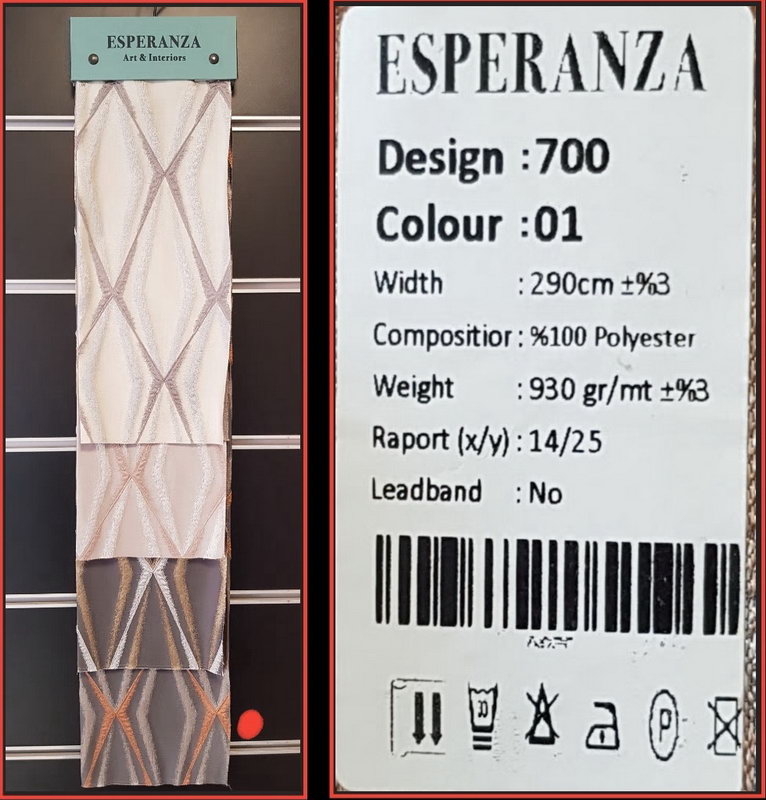 ESPERANZA
Art & Interiors
ESPERANZA
Design :700
Colour :01
Width : 290cm ±%3
Compositior : %100 Polyester
Weight : 930 gr/mt ±%3
Raport (x/y) : 14/25
Leadband : No
P